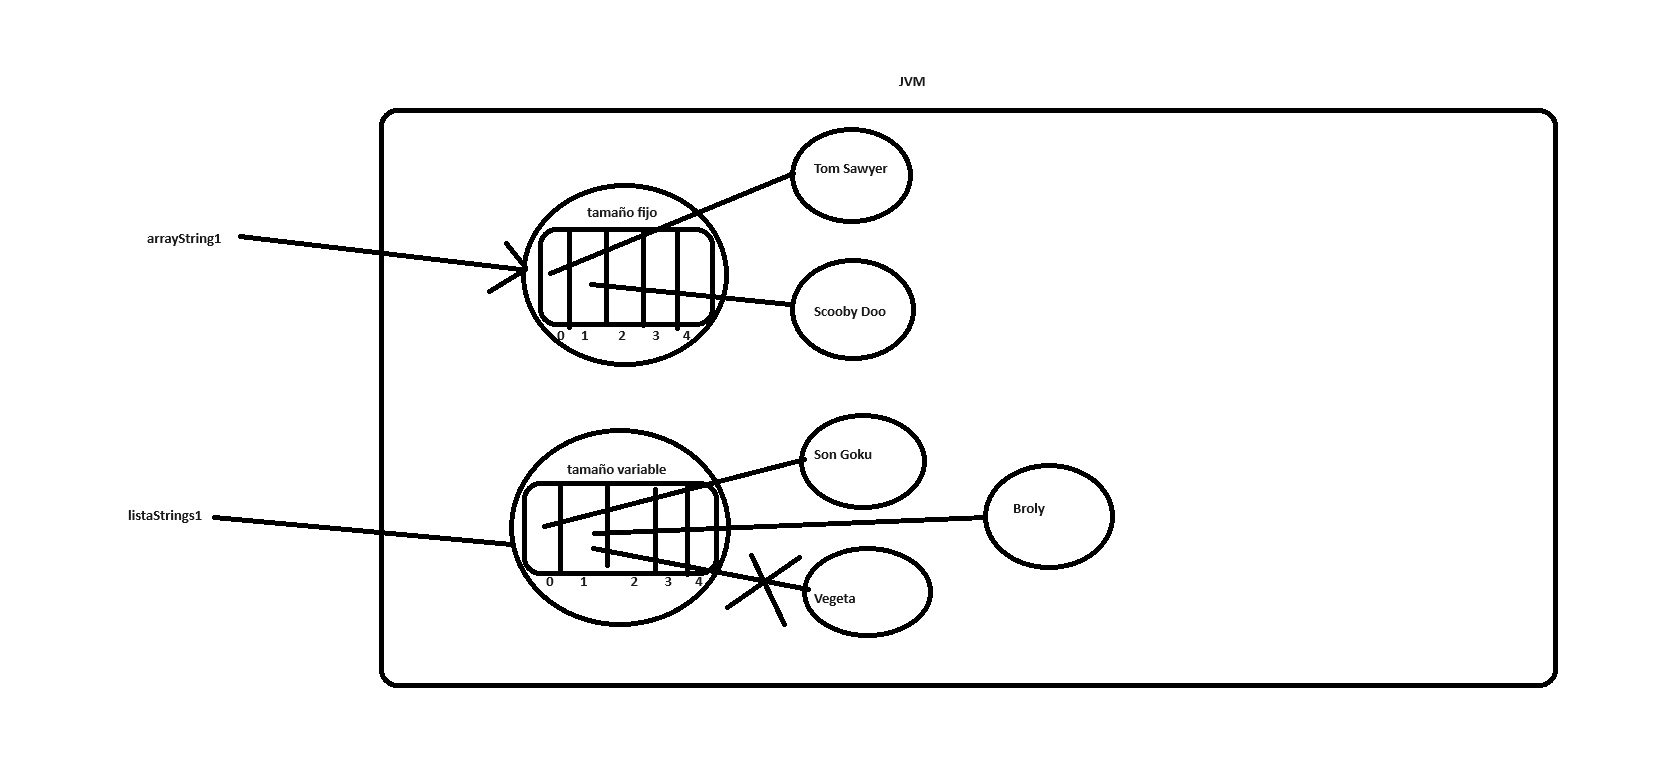 JVM
Tom Sawyer
tamaño fijo
arrayString1
Scooby Doo
0 1 2 3 4
Son Goku
tamaño variable
Broly
listaStrings1
0 1 2 3 4
Vegeta